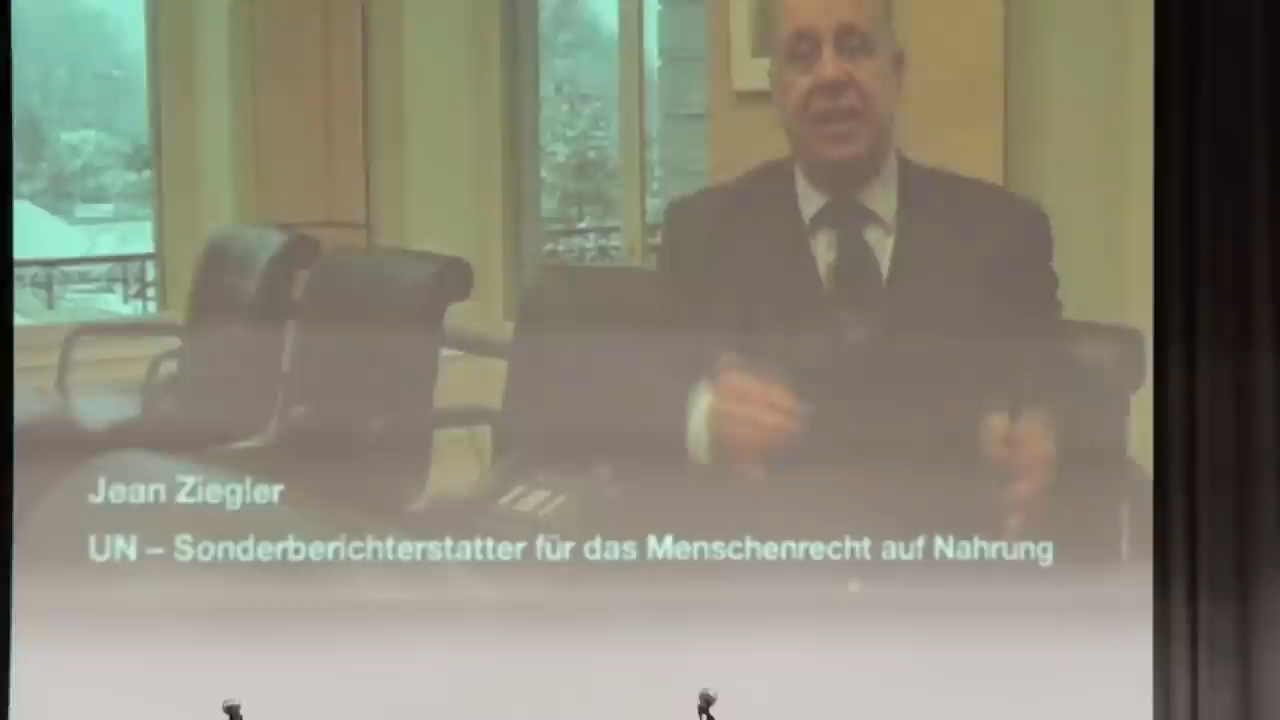 Jean Ziegler
UN – Sonderberichterstatter für das Menschenrecht auf Nahrung